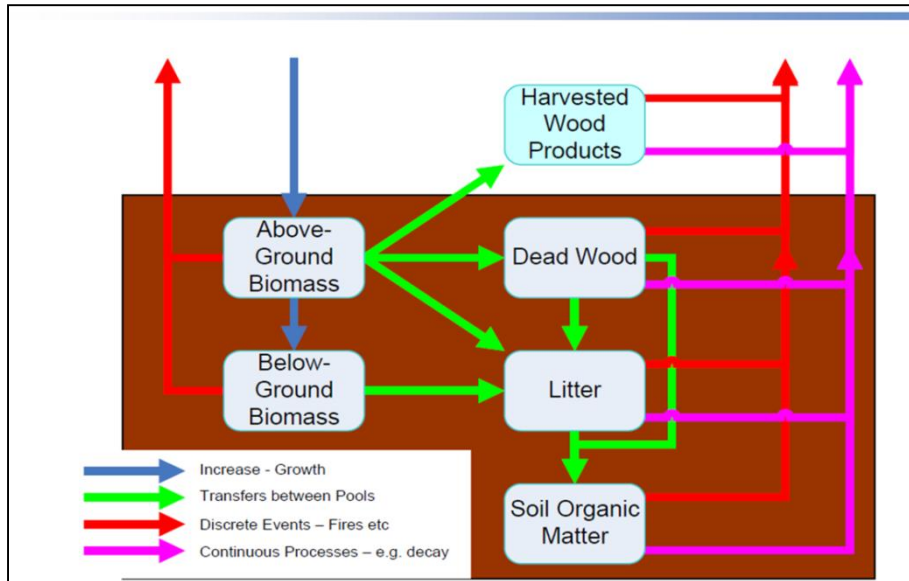 Harvested
Wood
Products
Above-
Ground
Biomass
Dead Wood
Below-
Ground
Biomass
Litter
Soil Organic
Matter
Increase - Growth
Transfers between Pools
Discrete Events – Fires etc
Continuous Processes – e.g. decay